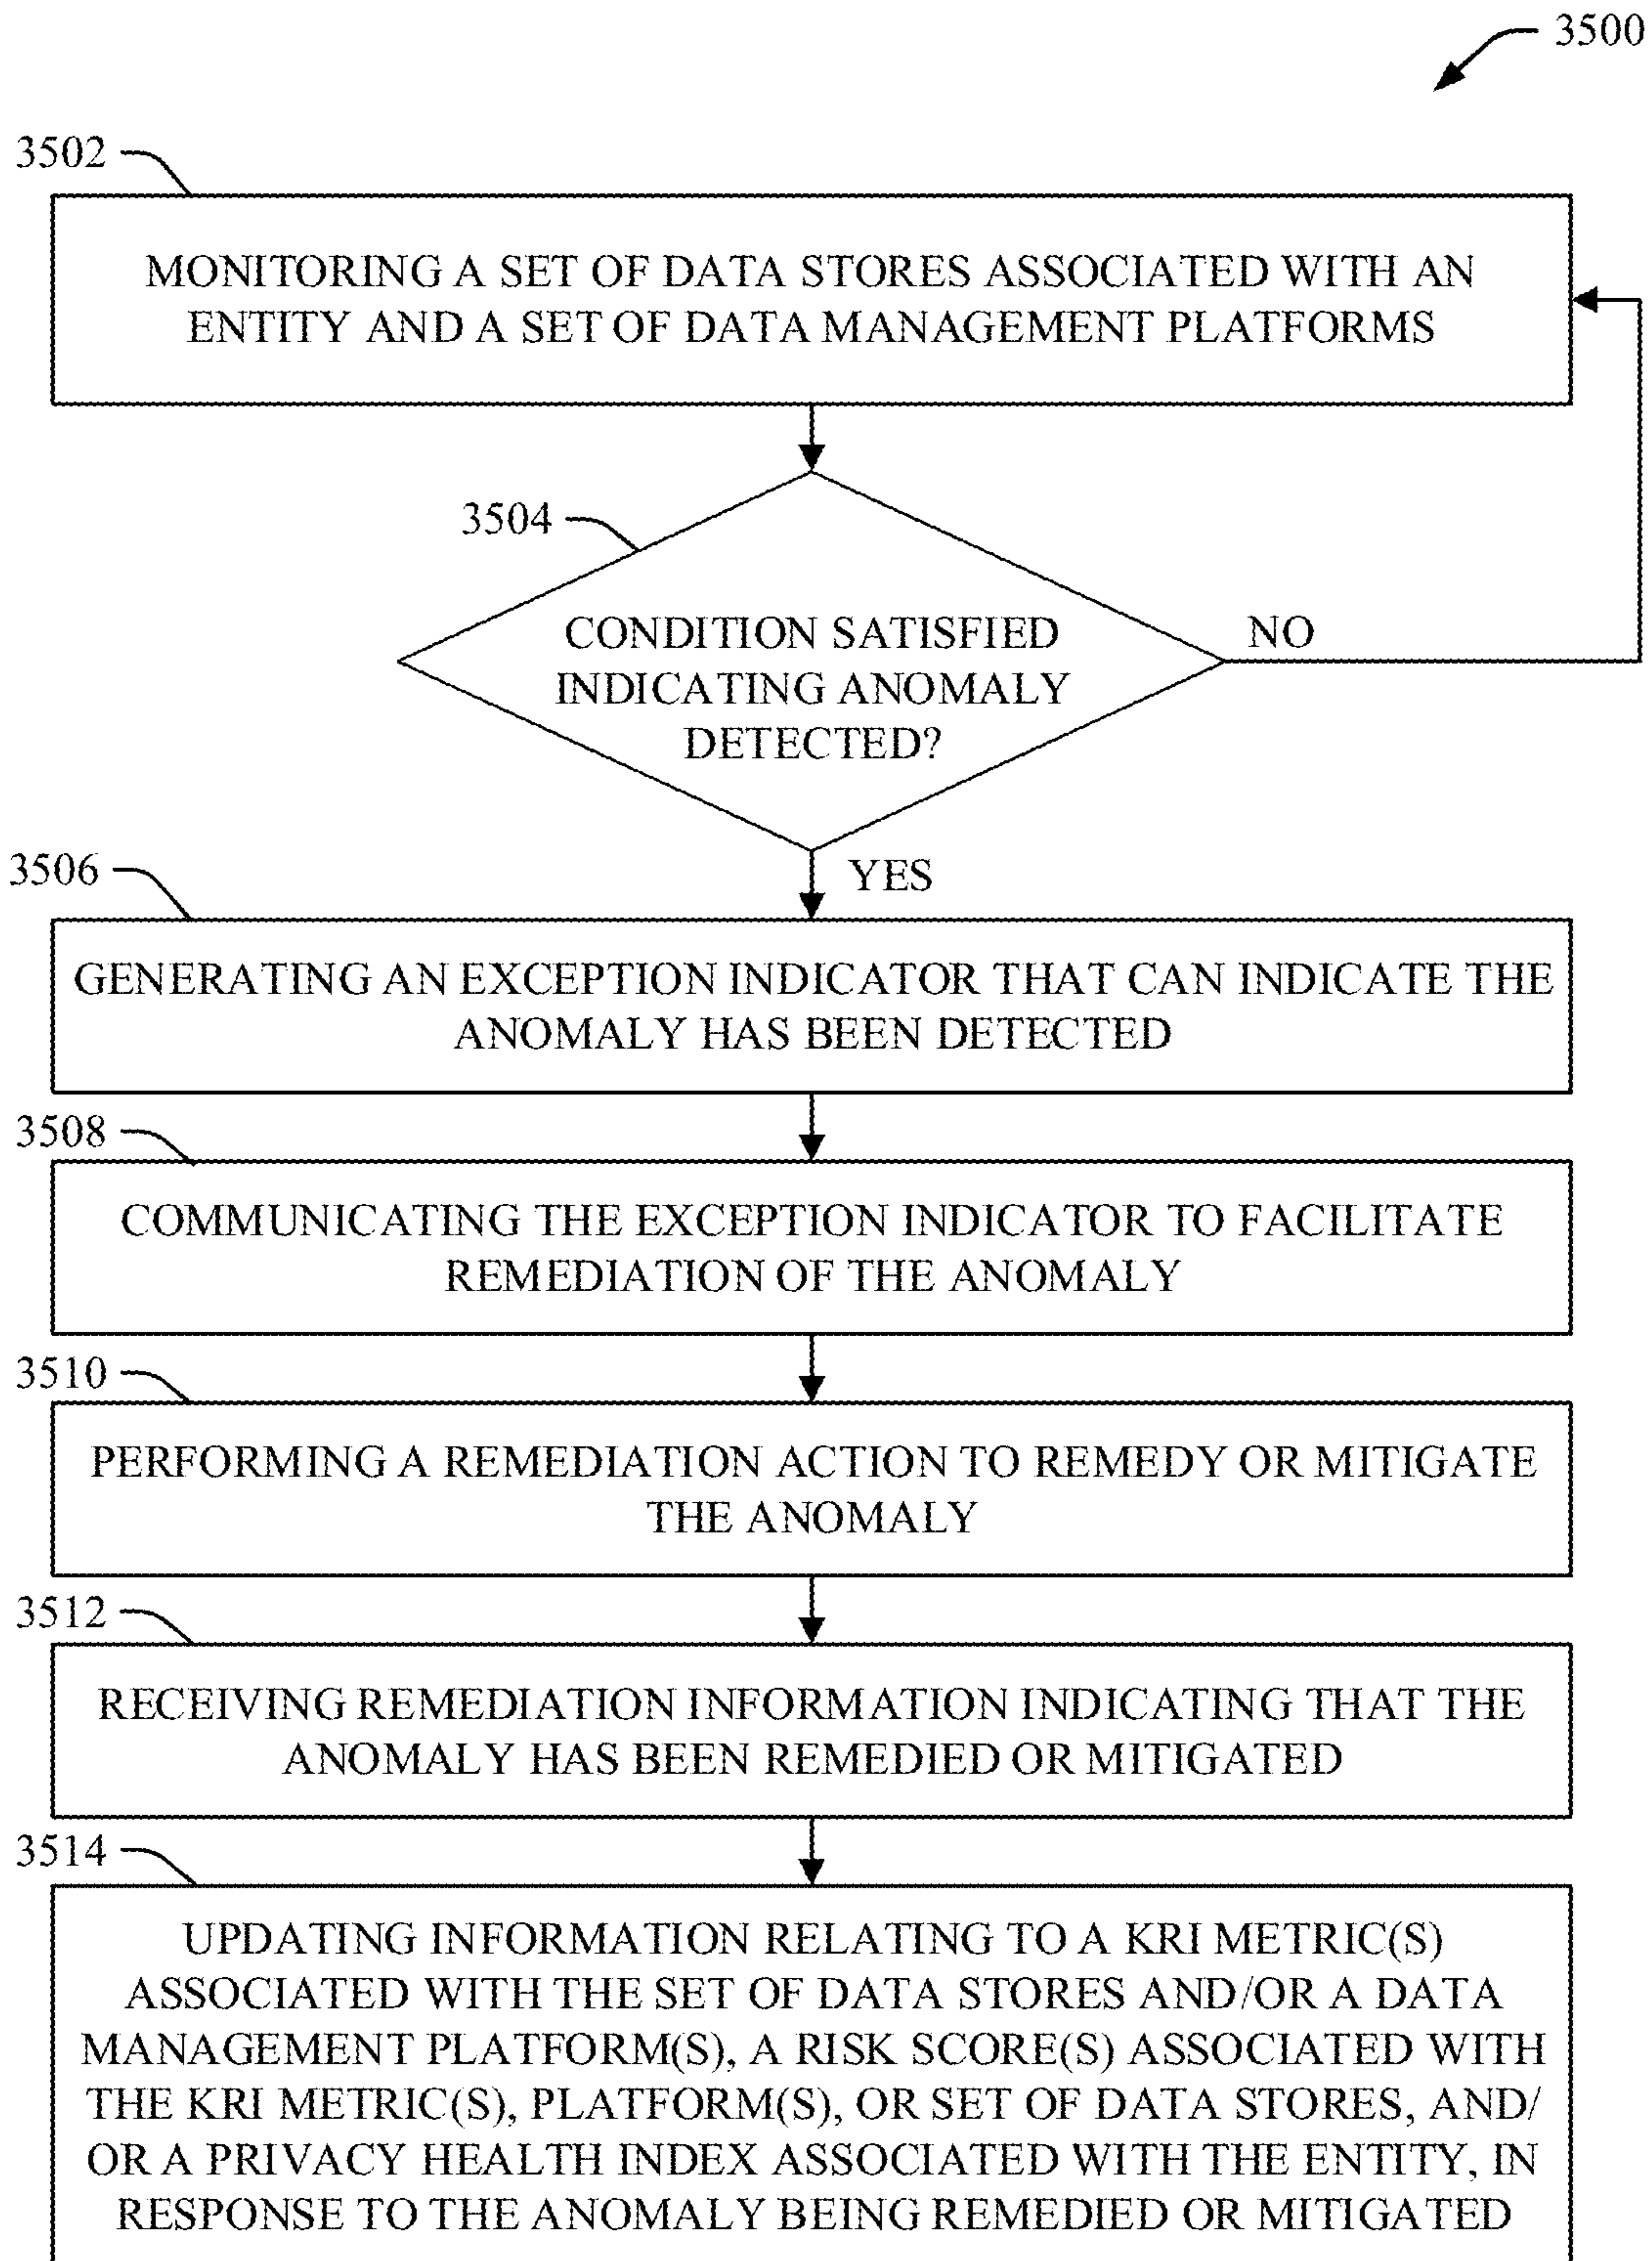 3500
3502
MONITORING A SET OF DATA STORES ASSOCIATED WITH AN
ENTITY AND A SET OF DATA MANAGEMENT PLATFORMS
3504
CONDITION SATISFIED
INDICATING ANOMALY
DETECTED?
NO
YES
3506
GENERATING AN EXCEPTION INDICATOR THAT CAN INDICATE THE
ANOMALY HAS BEEN DETECTED
3508
COMMUNICATING THE EXCEPTION INDICATOR TO FACILITATE
REMEDIATION OF THE ANOMALY
3510
PERFORMING A REMEDIATION ACTION TO REMEDY OR MITIGATE
THE ANOMALY
3512
RECEIVING REMEDIATION INFORMATION INDICATING THAT THE
ANOMALY HAS BEEN REMEDIED OR MITIGATED
3514
UPDATING INFORMATION RELATING TO A KRI METRIC(S)
ASSOCIATED WITH THE SET OF DATA STORES AND/OR A DATA
MANAGEMENT PLATFORM(S), A RISK SCORE(S) ASSOCIATED WITH
THE KRI METRIC(S), PLATFORM(S), OR SET OF DATA STORES, AND/
OR A PRIVACY HEALTH INDEX ASSOCIATED WITH THE ENTITY, IN
RESPONSE TO THE ANOMALY BEING REMEDIED OR MITIGATED